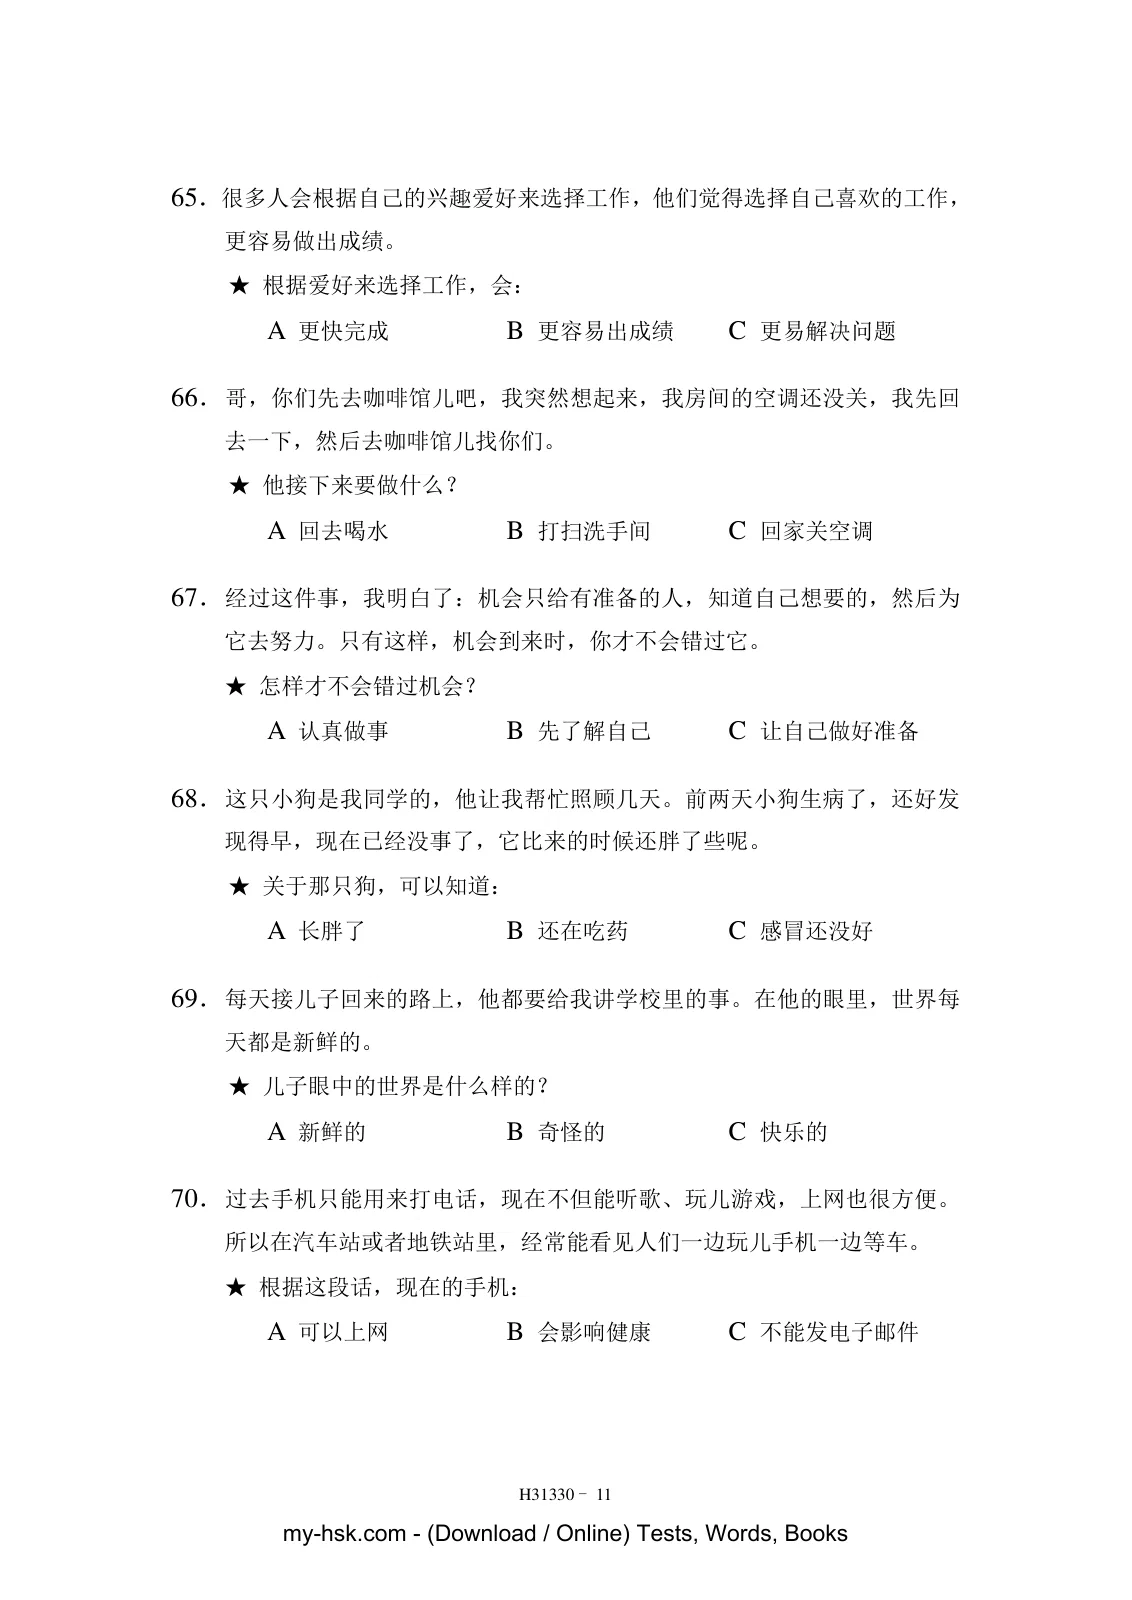 65．很多人会根据自己的兴趣爱好来选择工作，他们觉得选择自己喜欢的工作，
更容易做出成绩。
★ 根据爱好来选择工作，会：
A 更快完成 B 更容易出成绩 C 更易解决问题
66．哥，你们先去咖啡馆儿吧，我突然想起来，我房间的空调还没关，我先回
去一下，然后去咖啡馆儿找你们。
★ 他接下来要做什么？
A 回去喝水 B 打扫洗手间 C 回家关空调
67．经过这件事，我明白了：机会只给有准备的人，知道自己想要的，然后为
它去努力。只有这样，机会到来时，你才不会错过它。
★ 怎样才不会错过机会？
A 认真做事 B 先了解自己 C 让自己做好准备
68．这只小狗是我同学的，他让我帮忙照顾几天。前两天小狗生病了，还好发
现得早，现在已经没事了，它比来的时候还胖了些呢。
★ 关于那只狗，可以知道：
A 长胖了 B 还在吃药 C 感冒还没好
69．每天接儿子回来的路上，他都要给我讲学校里的事。在他的眼里，世界每
天都是新鲜的。
★ 儿子眼中的世界是什么样的？
A 新鲜的 B 奇怪的 C 快乐的
70．过去手机只能用来打电话，现在不但能听歌、玩儿游戏，上网也很方便。
所以在汽车站或者地铁站里，经常能看见人们一边玩儿手机一边等车。
★ 根据这段话，现在的手机：
A 可以上网 B 会影响健康 C 不能发电子邮件
H31330－ 11
my-hsk.com - (Download / Online) Tests, Words, Books